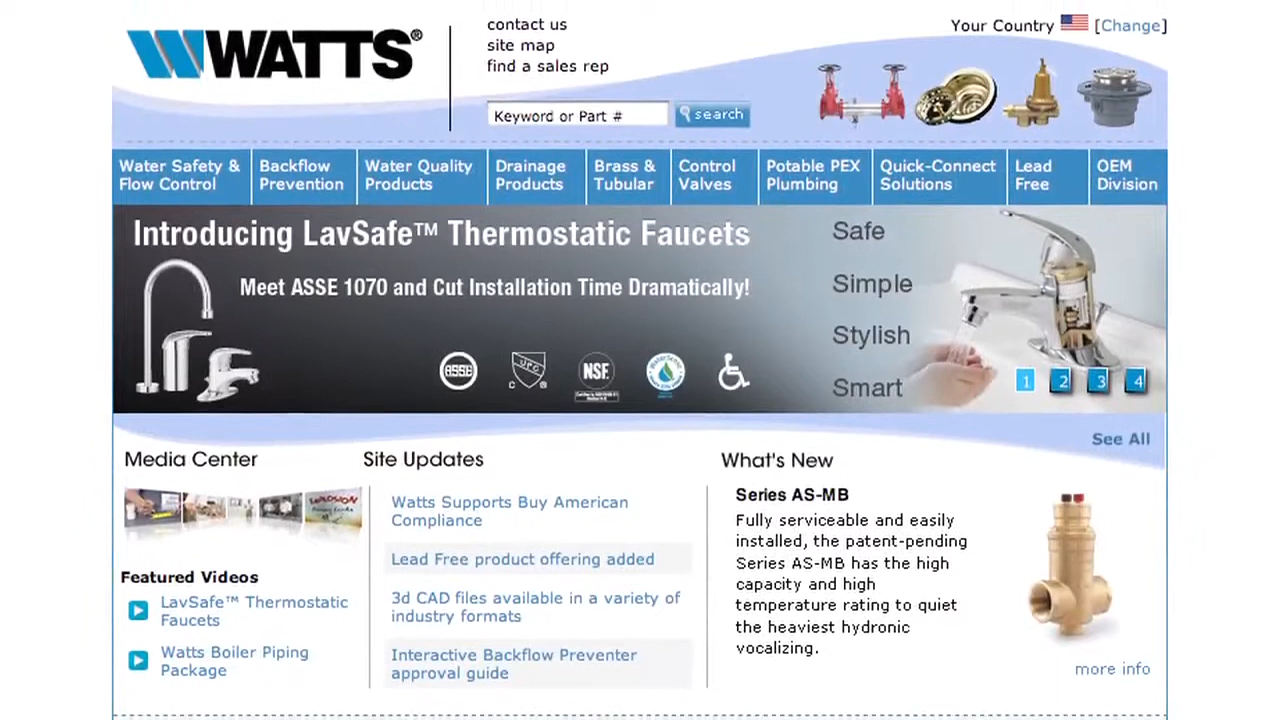 WATTS®
contact us
site map
find a sales rep
Your Country [Change]
Keyword or Part #
search
Water Safety &
Flow Control
Backflow
Prevention
Water Quality
Products
Drainage
Products
Brass &
Tubular
Control
Valves
Potable PEX
Plumbing
Quick-Connect
Solutions
Lead
Free
OEM
Division
Introducing LavSafe™ Thermostatic Faucets
Meet ASSE 1070 and Cut Installation Time Dramatically!
Safe
Simple
Stylish
Smart
ASSE
UPC
C ®
NSF.
1 2 3 4
See All
Media Center
EXPLOSION
Featured Videos
LavSafe™ Thermostatic
Faucets
Watts Boiler Piping
Package
Site Updates
Watts Supports Buy American
Compliance
Lead Free product offering added
3d CAD files available in a variety of
industry formats
Interactive Backflow Preventer
approval guide
What's New
Series AS-MB
Fully serviceable and easily
installed, the patent-pending
Series AS-MB has the high
capacity and high
temperature rating to quiet
the heaviest hydronic
vocalizing.
more info